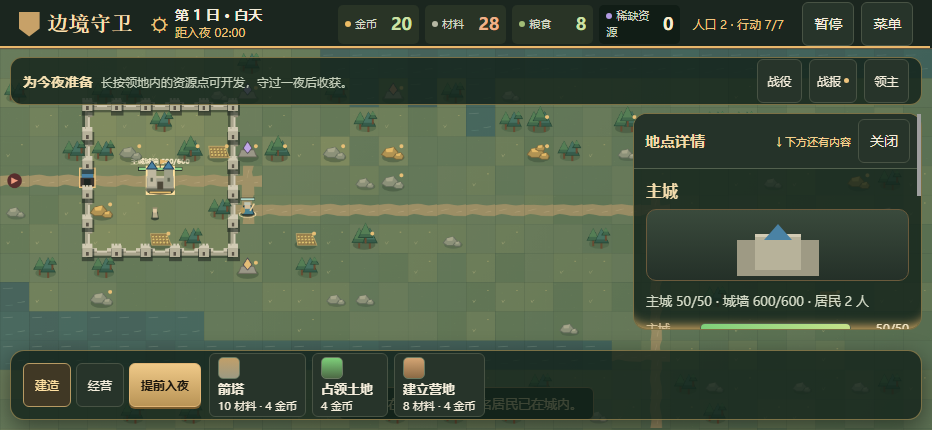 边境守卫
第 1 日 · 白天
距入夜 02:00
金币 20
材料 28
粮食 8
稀缺资源 0
人口 2 · 行动 7/7
暂停
菜单
为今夜准备 长按领地内的资源点可开发，守过一夜后收获。
战役
战报
领主
地点详情
↓下方还有内容
关闭
主城
主城 50/50 · 城墙 600/600 · 居民 2 人
主城 50/50
建造
经营
提前入夜
箭塔
10 材料 · 4 金币
占领土地
4 金币
建立营地
8 材料 · 4 金币
名居民已在城内。